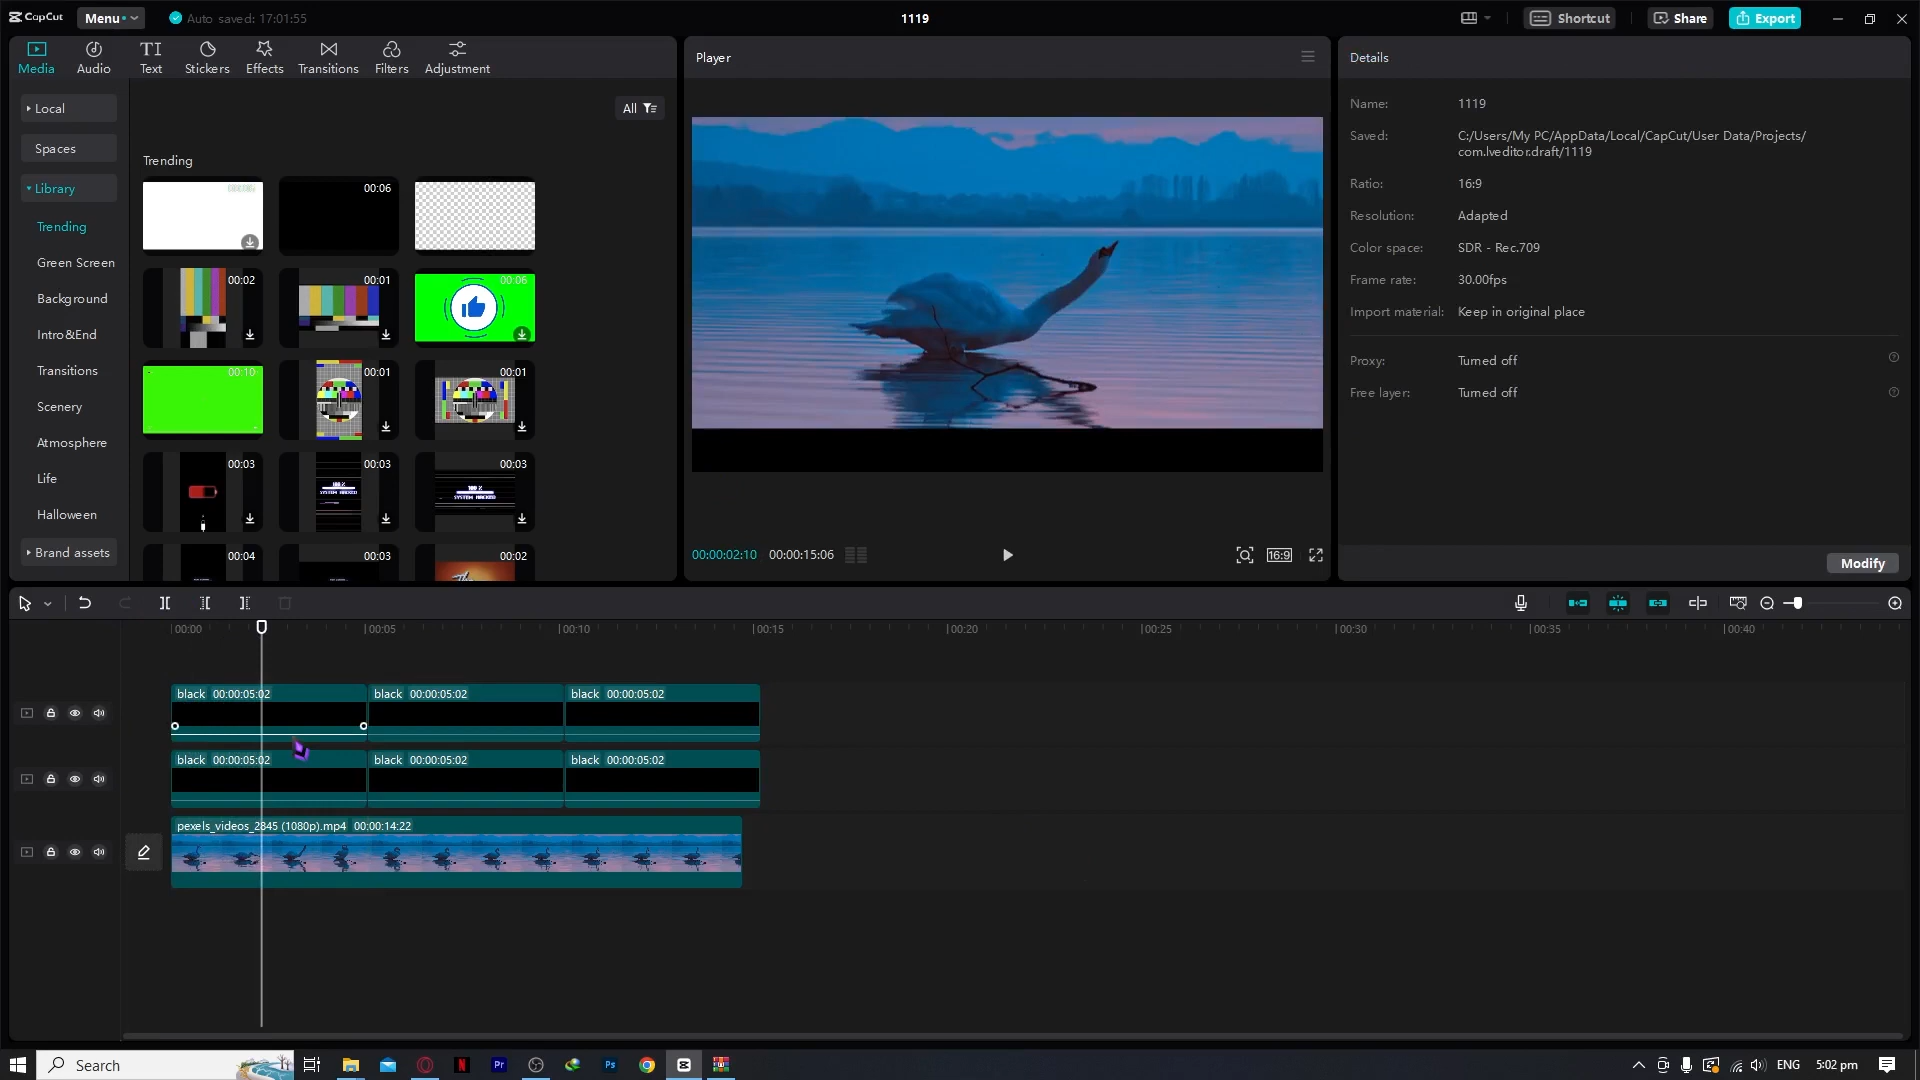 CapCut
Menu
Auto saved: 17:01:55
1119
Shortcut
Share
Export
Media
Audio
Text
Stickers
Effects
Transitions
Filters
Adjustment
Local
Spaces
Library
Trending
Green Screen
Background
Intro&End
Transitions
Scenery
Atmosphere
Life
Halloween
Brand assets
All
Trending
00:06
00:02
00:01
00:06
00:10
00:01
00:01
00:03
00:03
00:03
100 %
SYSTEM HACKED
100 %
SYSTEM HACKED
00:04
00:03
00:02
Player
00:00:02:10
00:00:15:06
16:9
Details
Name: 1119
Saved: C:/Users/My PC/AppData/Local/CapCut/User Data/Projects/
com.lveditor.draft/1119
Ratio: 16:9
Resolution: Adapted
Color space: SDR - Rec.709
Frame rate: 30.00fps
Import material: Keep in original place
Proxy: Turned off
Free layer: Turned off
Modify
00:00
00:05
00:10
00:15
00:20
00:25
00:30
00:35
00:40
black 00:00:05:02
black 00:00:05:02
black 00:00:05:02
black 00:00:05:02
black 00:00:05:02
black 00:00:05:02
pexels_videos_2845 (1080p).mp4 00:00:14:22
Search
N
Pr
Ps
ENG
5:02 pm